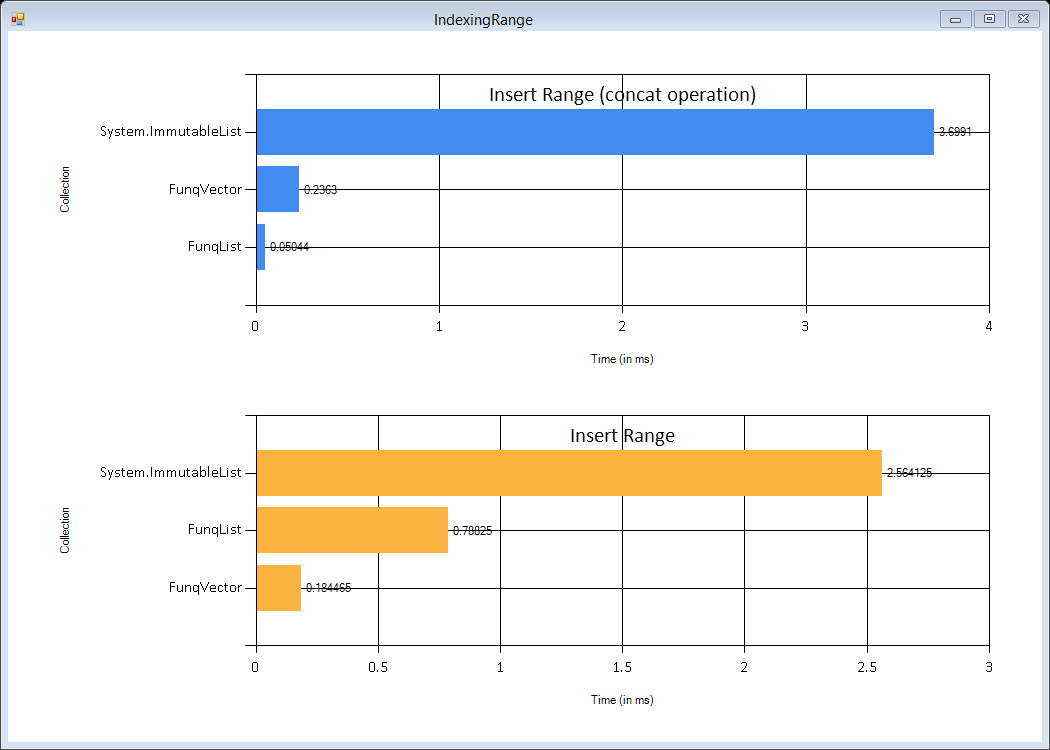 IndexingRange
Insert Range (concat operation)
Collection
System.ImmutableList
3.6991
FunqVector
0.2363
FunqList
0.05044
0 1 2 3 4
Time (in ms)
Insert Range
Collection
System.ImmutableList
2.564125
FunqList
0.78825
FunqVector
0.184465
0 0.5 1 1.5 2 2.5 3
Time (in ms)